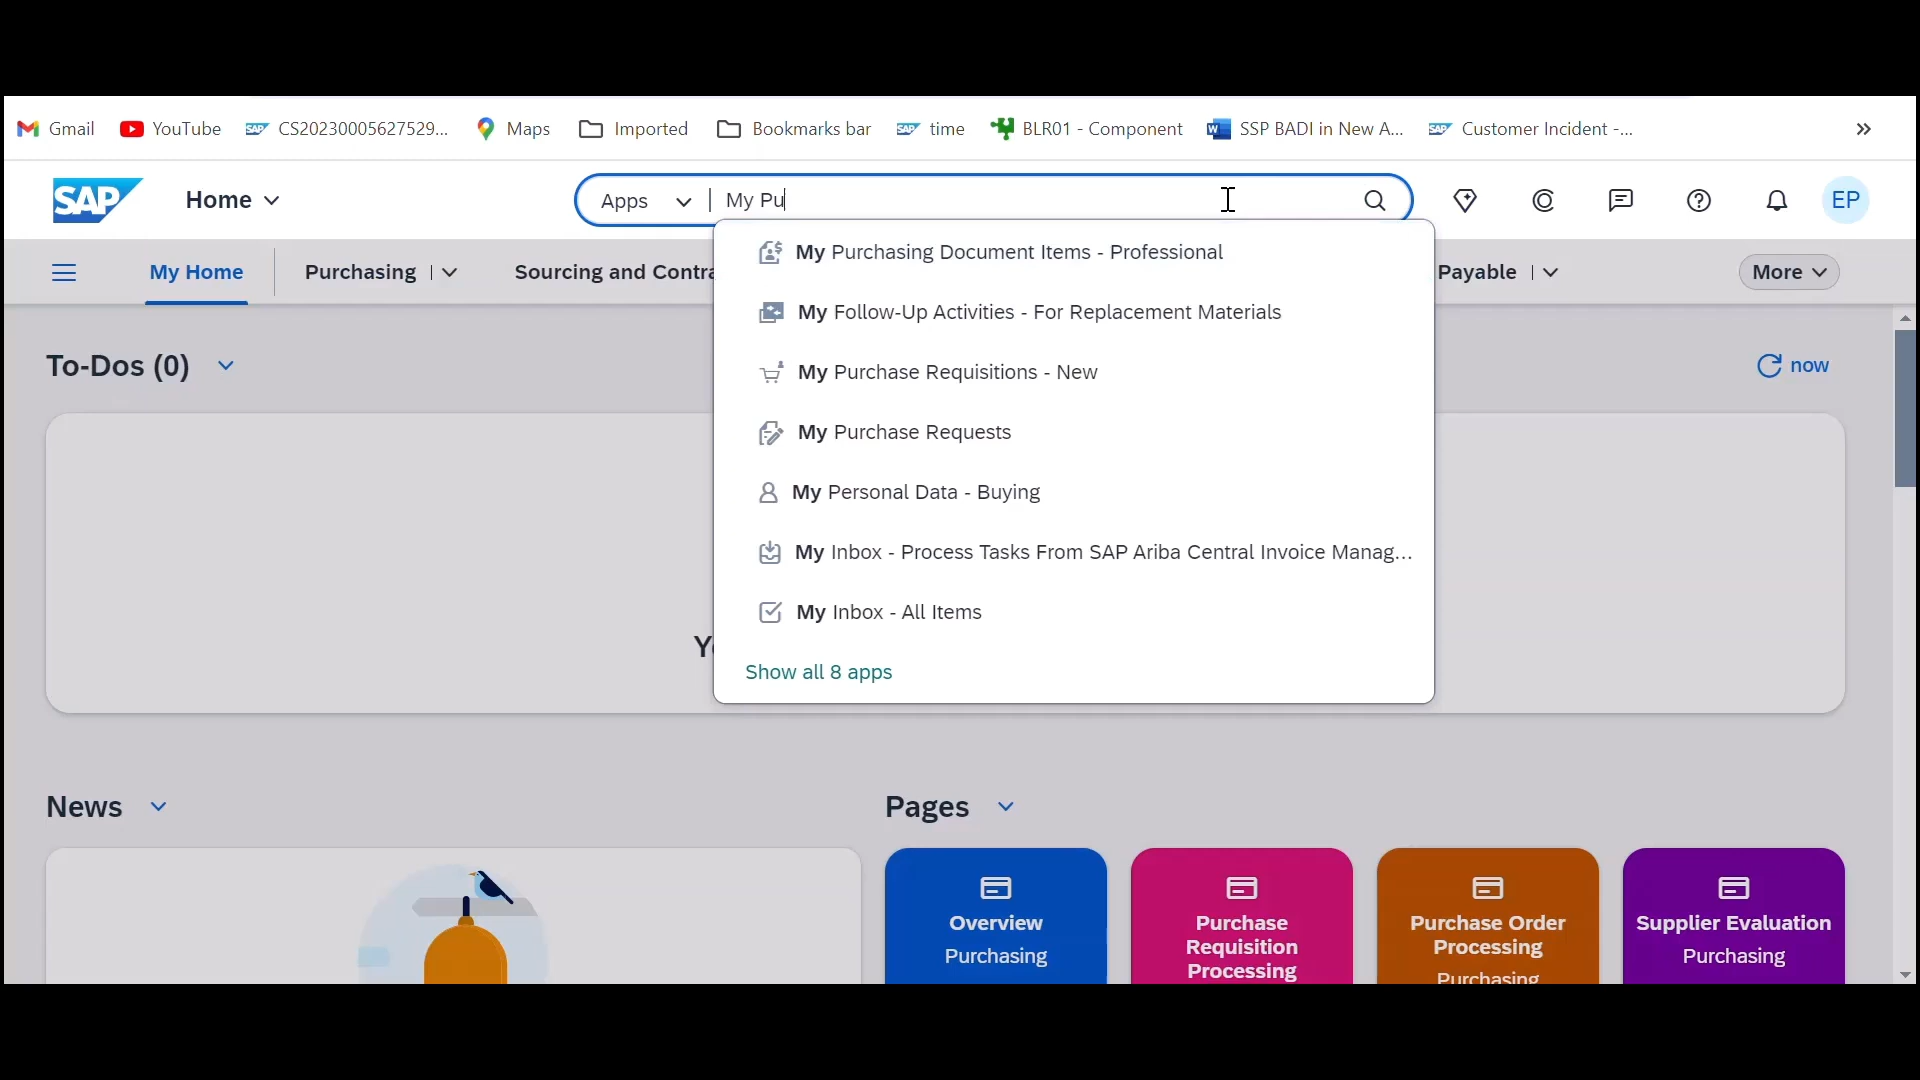 Gmail YouTube CS20230005627529... Maps Imported Bookmarks bar time BLR01 - Component SSP BADI in New A... Customer Incident -...
SAP Home Apps My Pu EP
My Home Purchasing Sourcing and Contra Payable More
My Purchasing Document Items - Professional
My Follow-Up Activities - For Replacement Materials
My Purchase Requisitions - New
My Purchase Requests
My Personal Data - Buying
My Inbox - Process Tasks From SAP Ariba Central Invoice Manag...
My Inbox - All Items
Show all 8 apps
To-Dos (0) now
Y
News
Pages
Overview
Purchasing
Purchase
Requisition
Processing
Purchase Order
Processing
Purchasing
Supplier Evaluation
Purchasing